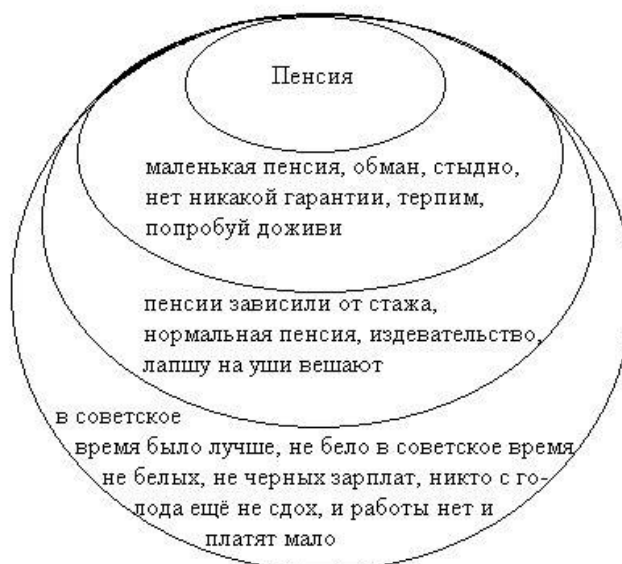 Пенсия
маленькая пенсия, обман, стыдно,
нет никакой гарантии, терпим,
попробуй доживи
пенсии зависили от стажа,
нормальная пенсия, издевательство,
лапшу на уши вешают
в советское
время было лучше, не бело в советское время
не белых, не черных зарплат, никто с го-
лода ещё не сдох, и работы нет и
платят мало